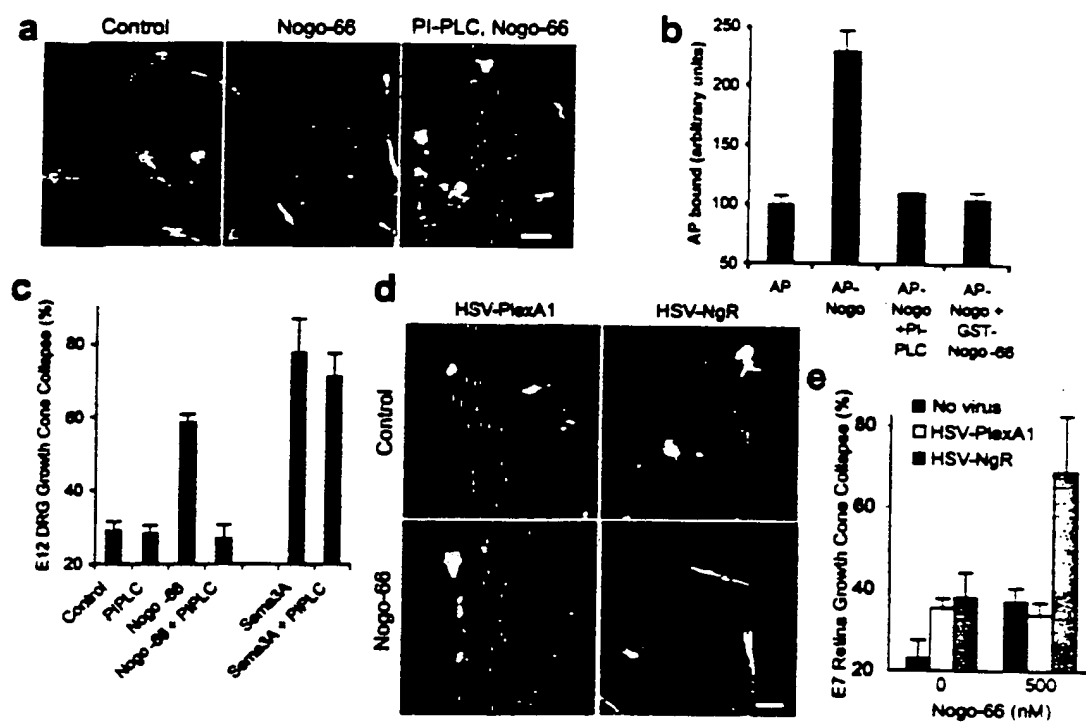 a
Control
Nogo-66
PI-PLC, Nogo-66
b
AP bound (arbitrary units)
250
200
150
100
50
AP
AP-
Nogo
AP-
Nogo
+PI-
PLC
AP-
Nogo +
GST-
Nogo-66
c
E12 DRG Growth Cone Collapse (%)
80
60
40
20
Control
PIPLC
Nogo-66
Nogo-66 + PIPLC
Sema3A
Sema3A + PIPLC
d
HSV-PlexA1
HSV-NgR
Control
Nogo-66
e
E7 Retina Growth Cone Collapse (%)
80
60
40
20
No virus
HSV-PlexA1
HSV-NgR
0
500
Nogo-66 (nM)